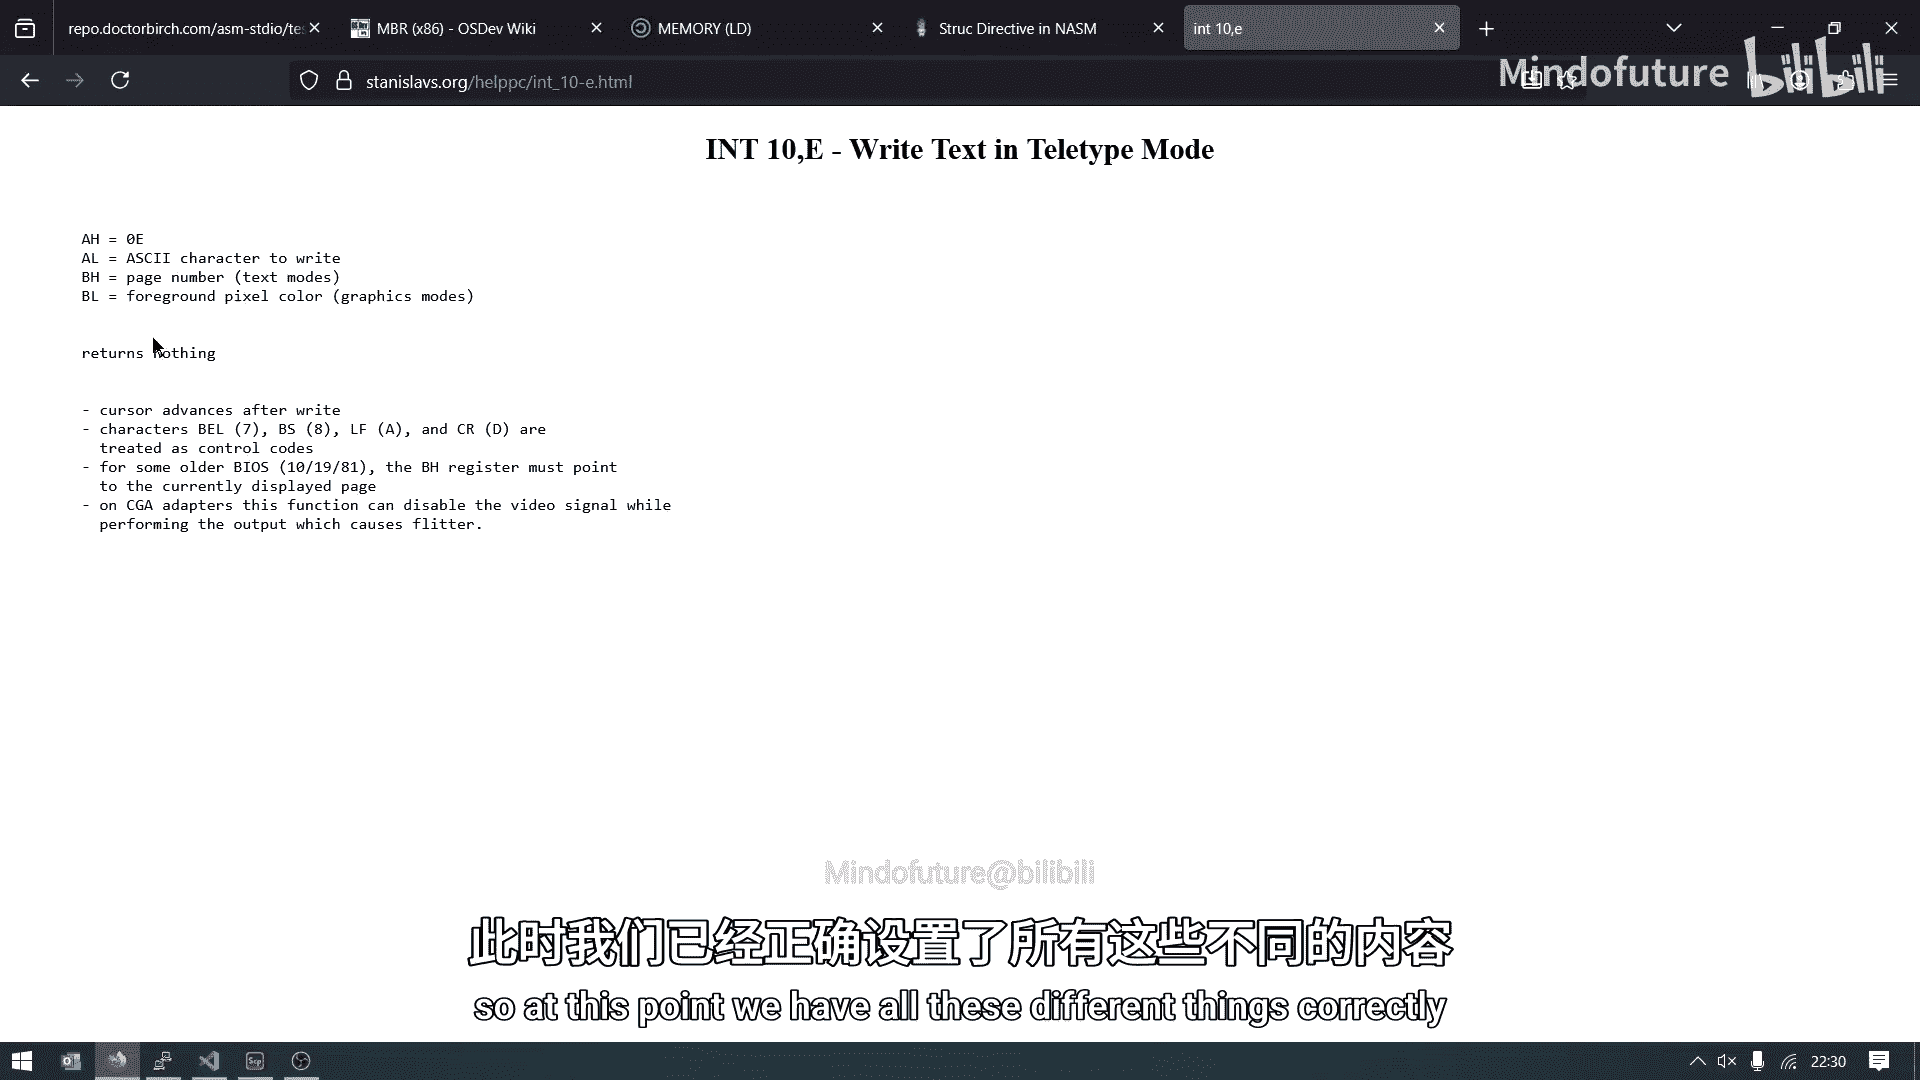 repo.doctorbirch.com/asm-stdio/te
MBR (x86) - OSDev Wiki
MEMORY (LD)
Struc Directive in NASM
int 10,e
stanislavs.org/helppc/int_10-e.html
Mindofuture bilibili
INT 10,E - Write Text in Teletype Mode
AH = 0E
AL = ASCII character to write
BH = page number (text modes)
BL = foreground pixel color (graphics modes)
returns nothing
- cursor advances after write
- characters BEL (7), BS (8), LF (A), and CR (D) are
treated as control codes
- for some older BIOS (10/19/81), the BH register must point
to the currently displayed page
- on CGA adapters this function can disable the video signal while
performing the output which causes flitter.
Mindofuture@bilibili
此时我们已经正确设置了所有这些不同的内容
so at this point we have all these different things correctly
22:30